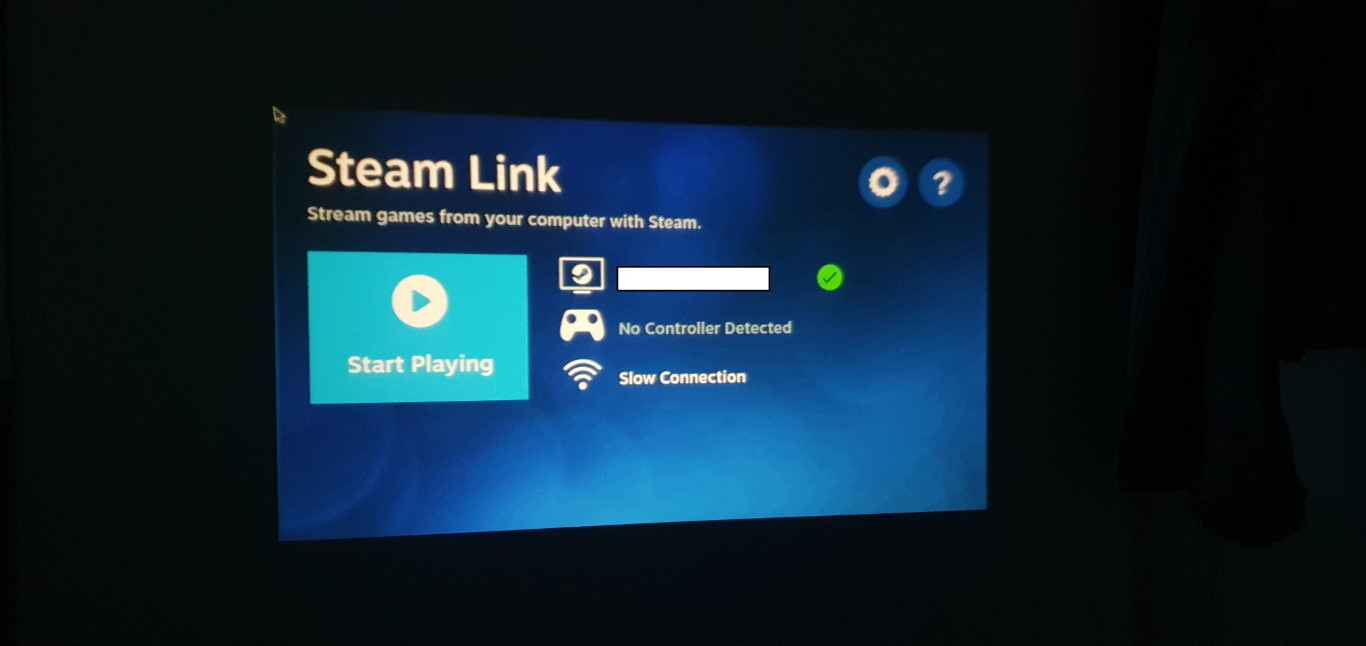 Steam Link
?
Stream games from your computer with Steam.
Start Playing
No Controller Detected
Slow Connection